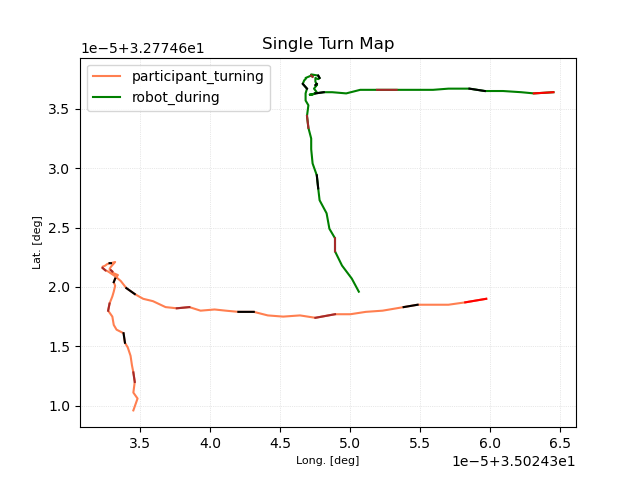 1e−5+3.27746e1
Single Turn Map
participant_turning
robot_during
3.5
3.0
2.5
2.0
1.5
1.0
Lat. [deg]
3.5 4.0 4.5 5.0 5.5 6.0 6.5
Long. [deg]
1e−5+3.50243e1